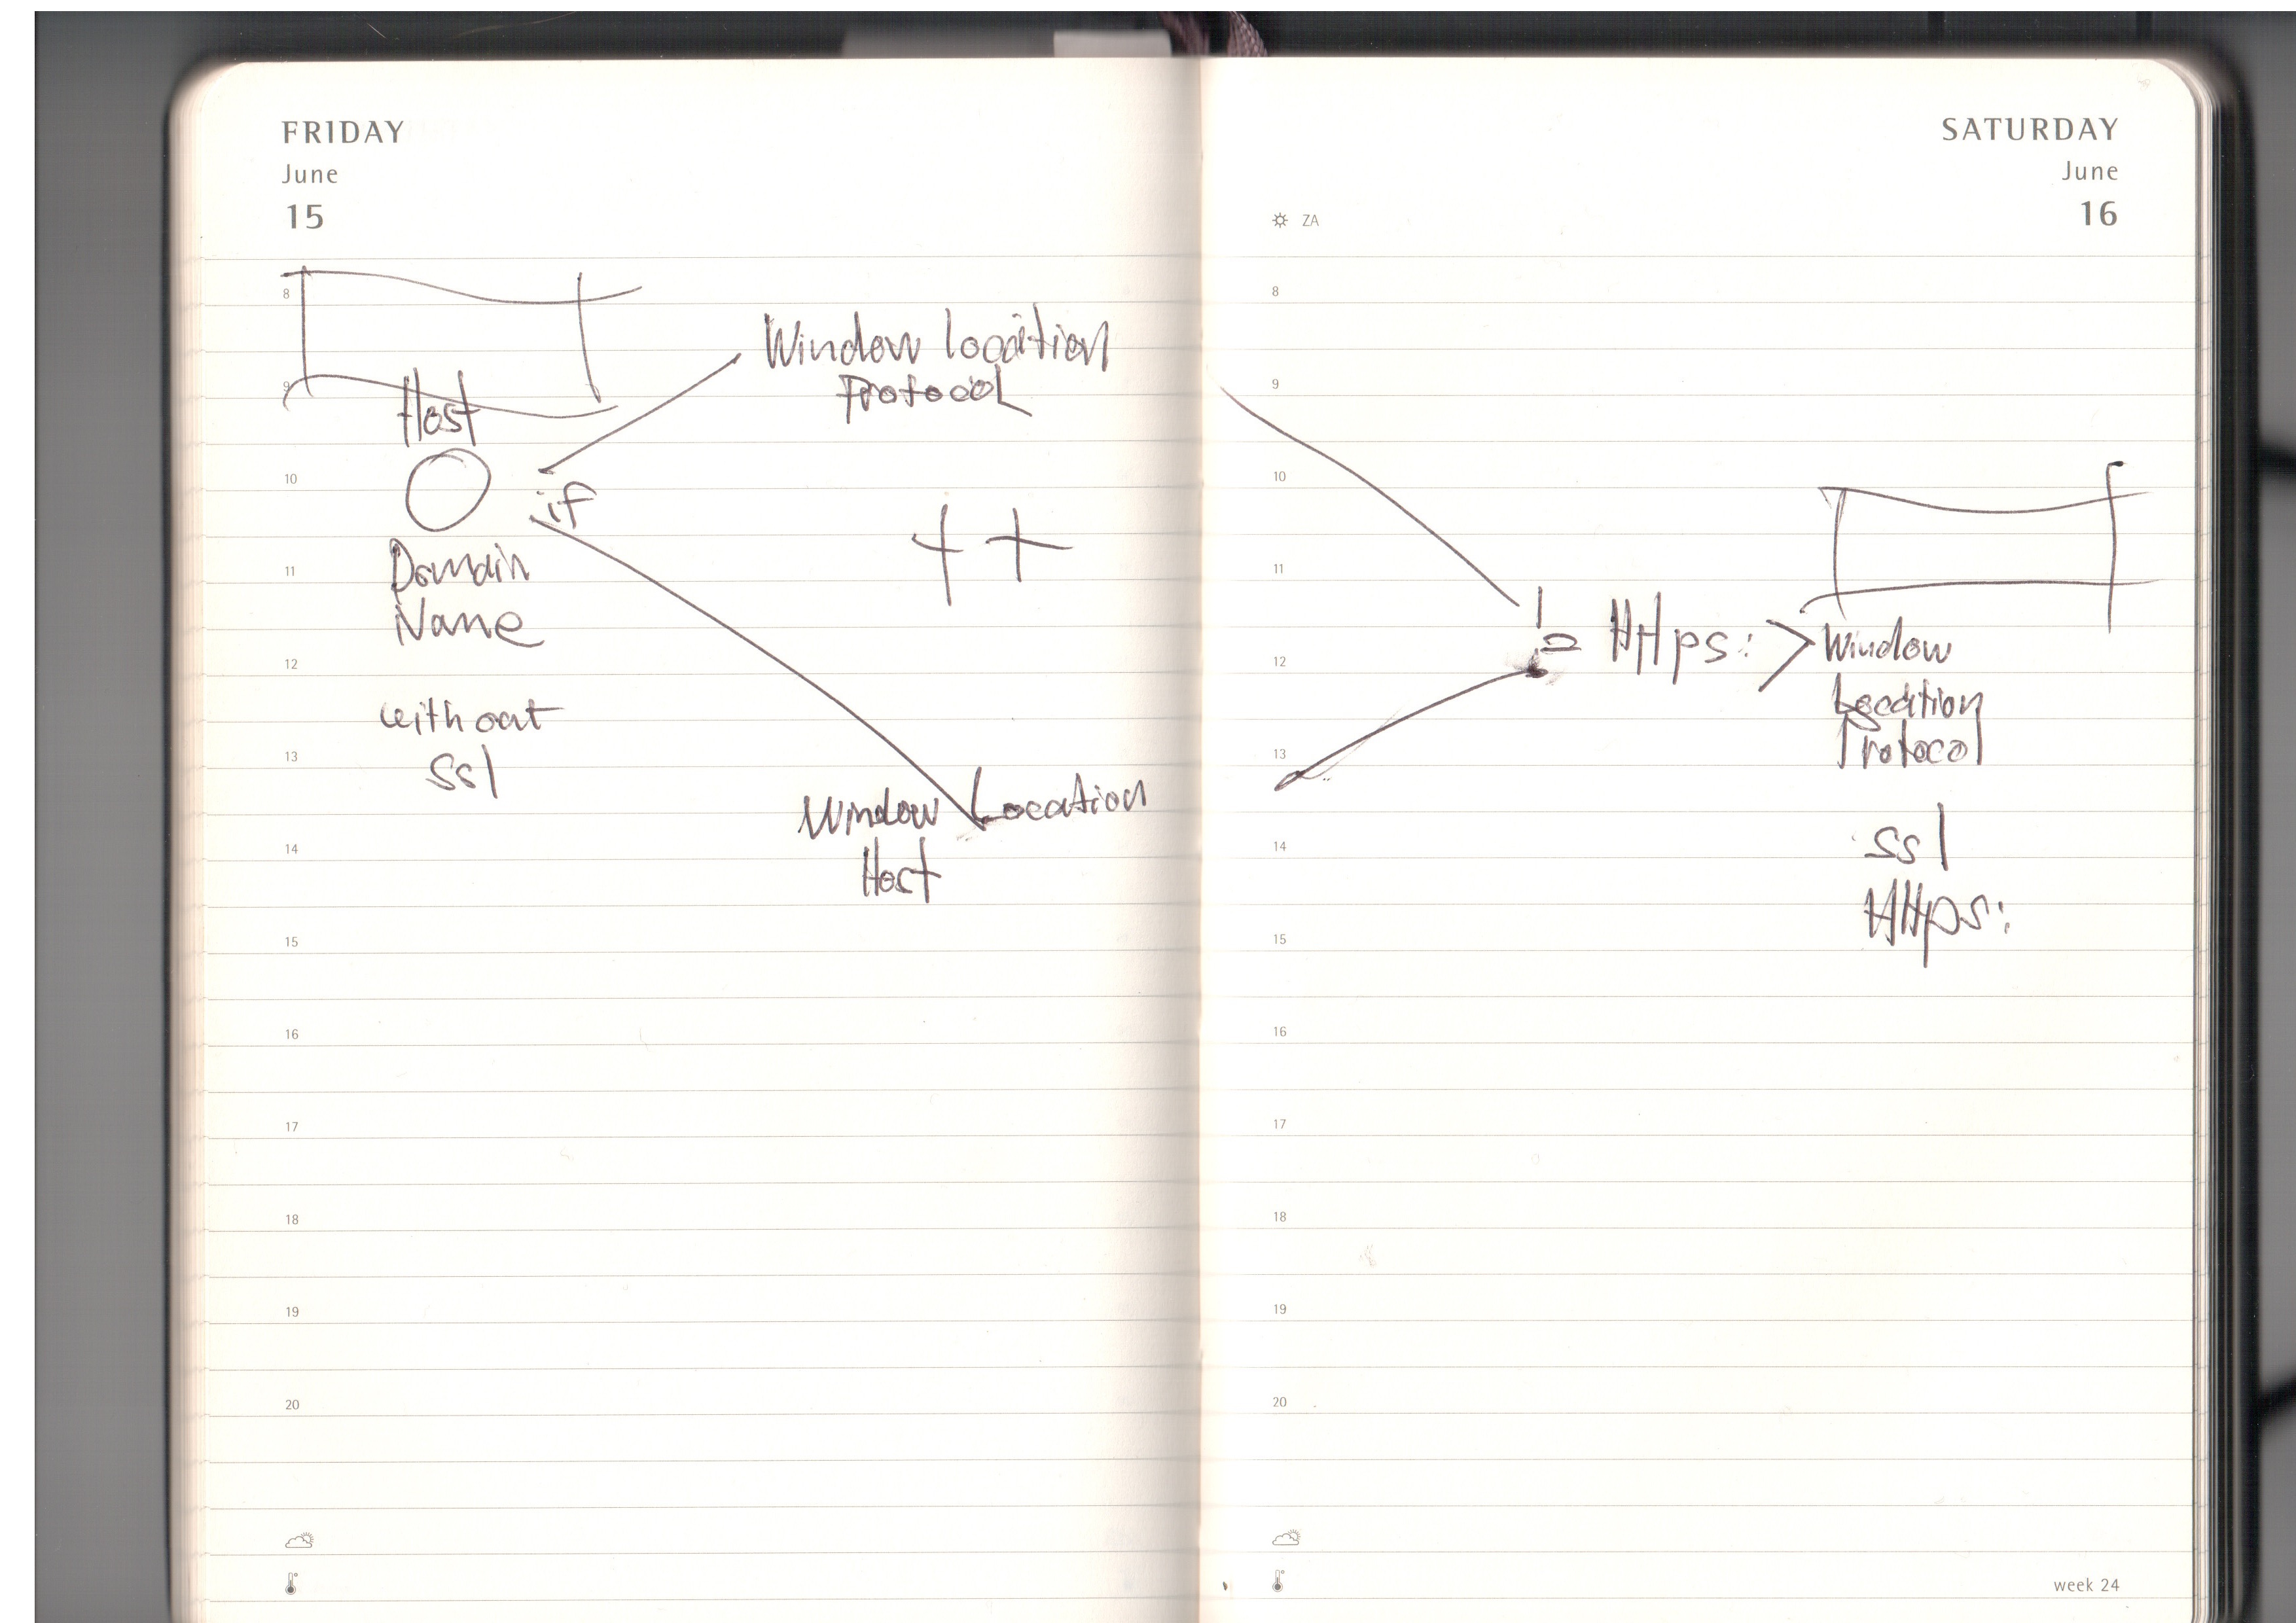 FRIDAY
June
15
8
9
10
11
12
13
14
15
16
17
18
19
20
Host
Domain
Name
without
ssl
if
Window Location
Protocol
++
Window Location
Host
SATURDAY
June
16
ZA
8
9
10
11
12
13
14
15
16
17
18
19
20
!= Https: > Window
Location
Protocol
ssl
Https:
week 24